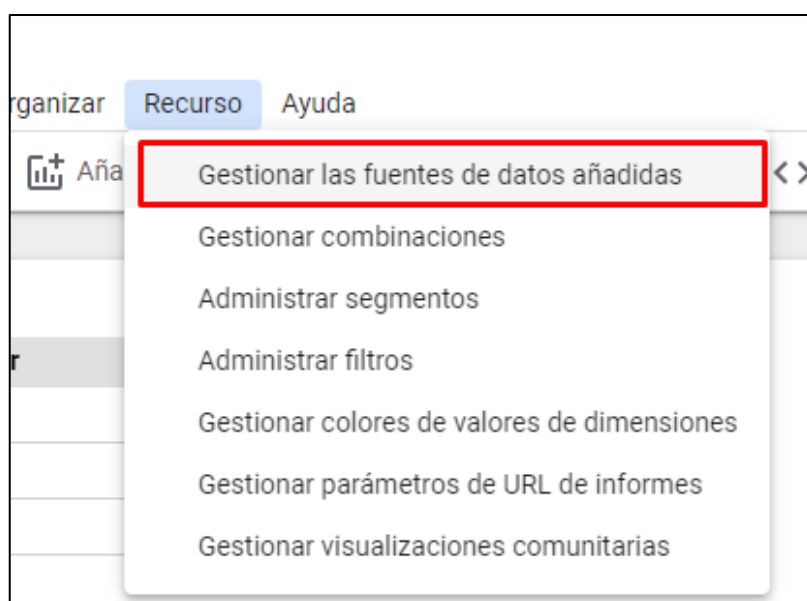 rganizar Recurso Ayuda
Aña
Gestionar las fuentes de datos añadidas
Gestionar combinaciones
Administrar segmentos
Administrar filtros
r
Gestionar colores de valores de dimensiones
Gestionar parámetros de URL de informes
Gestionar visualizaciones comunitarias